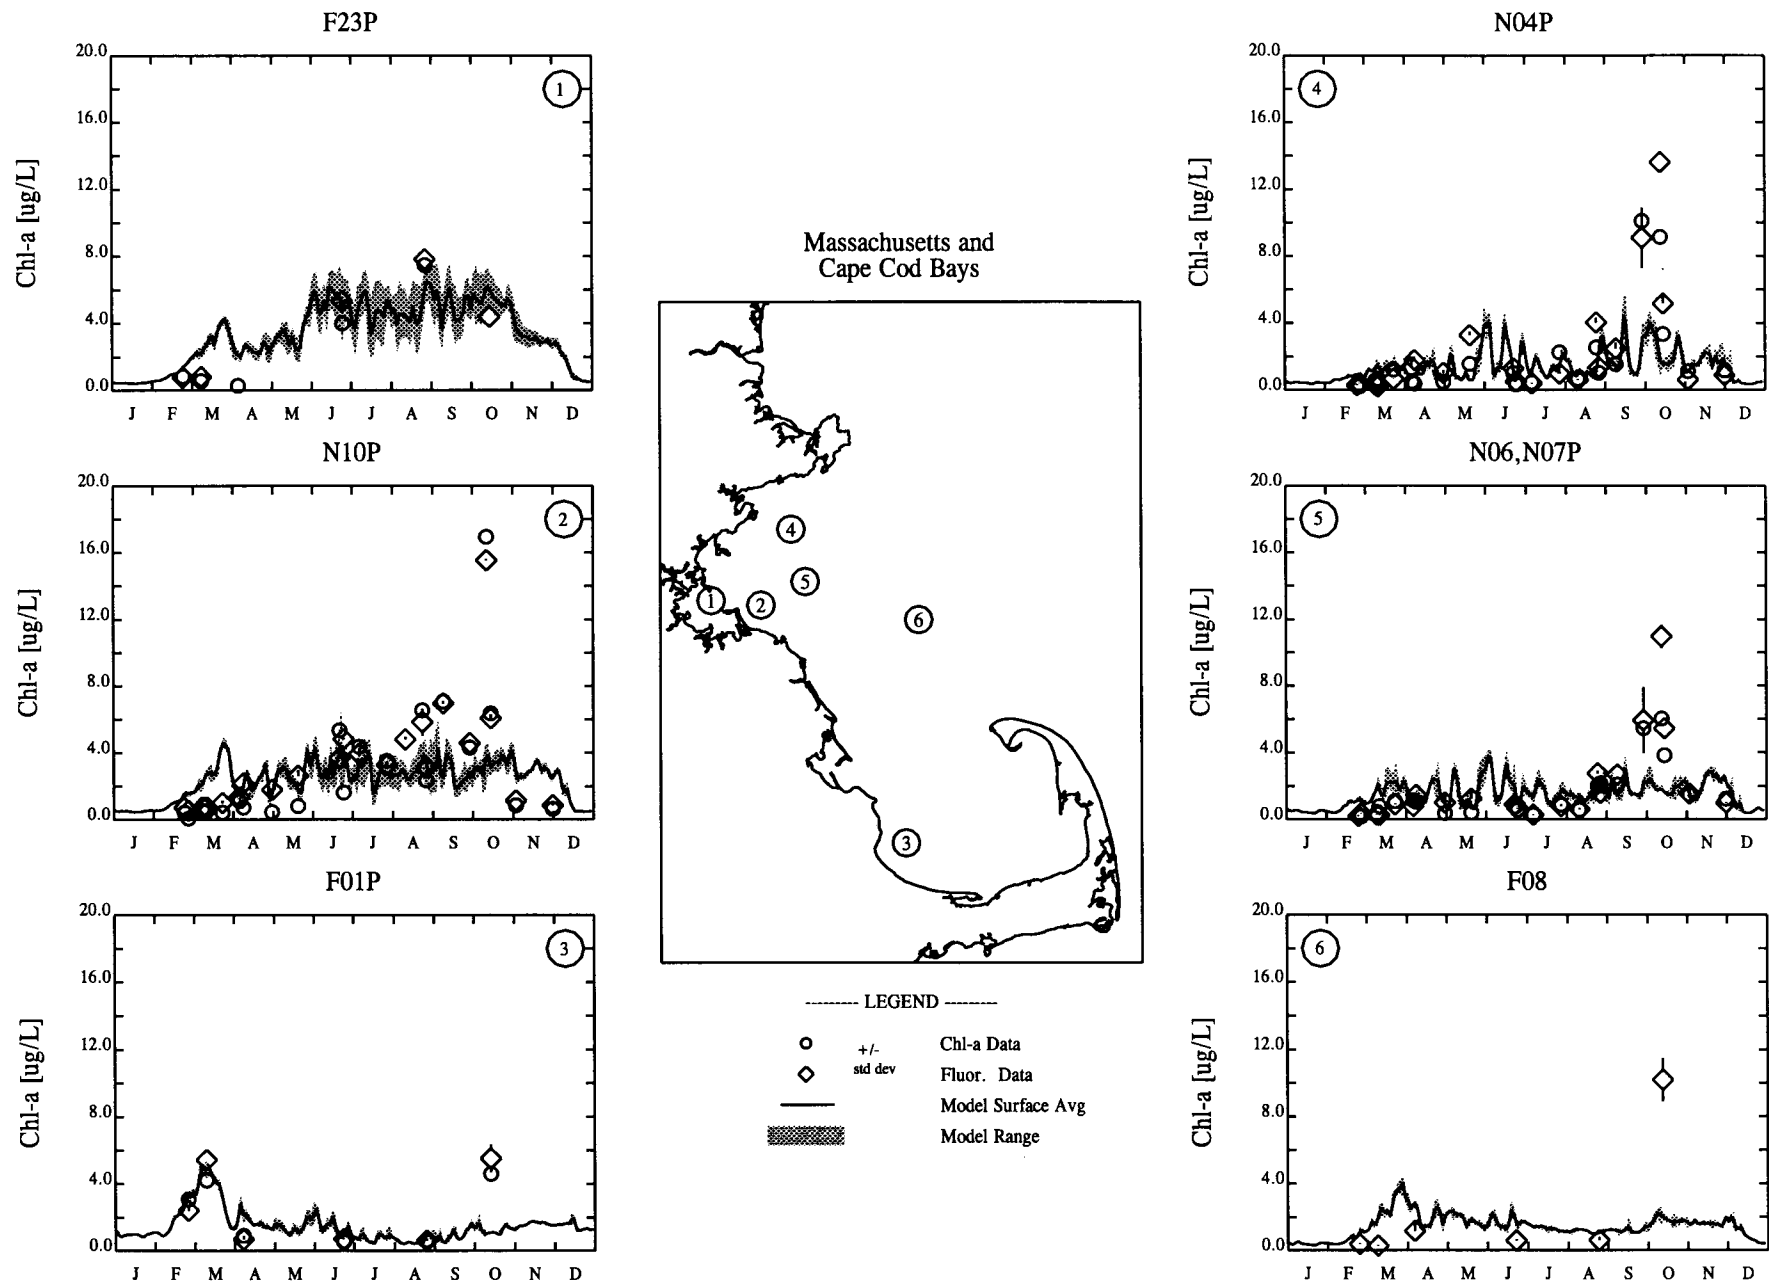 F23P
20.0
16.0
12.0
8.0
4.0
0.0
Chl-a [ug/L]
1
J F M A M J J A S O N D
N10P
20.0
16.0
12.0
8.0
4.0
0.0
Chl-a [ug/L]
2
J F M A M J J A S O N D
F01P
20.0
16.0
12.0
8.0
4.0
0.0
Chl-a [ug/L]
3
J F M A M J J A S O N D
Massachusetts and
Cape Cod Bays
4
5
1
2
6
3
---------- LEGEND ----------
+/-
std dev
Chl-a Data
Fluor. Data
Model Surface Avg
Model Range
N04P
20.0
16.0
12.0
8.0
4.0
0.0
Chl-a [ug/L]
4
J F M A M J J A S O N D
N06,N07P
20.0
16.0
12.0
8.0
4.0
0.0
Chl-a [ug/L]
5
J F M A M J J A S O N D
F08
20.0
16.0
12.0
8.0
4.0
0.0
Chl-a [ug/L]
6
J F M A M J J A S O N D